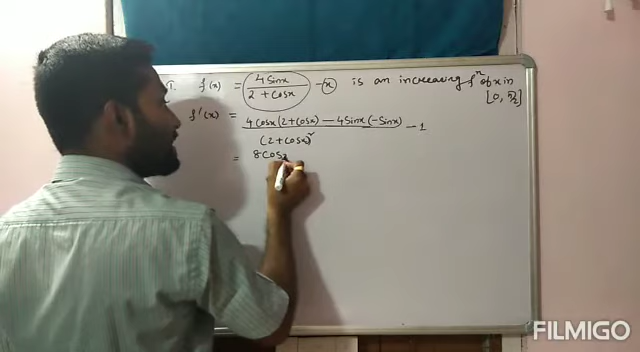 T. f(x) = 4Sinx / 2 + Cosx - x is an increasing fⁿ of x in [0, π/2]
f'(x) = 4Cosx(2+Cosx) - 4Sinx(-Sinx) / (2+Cosx)² - 1
= 8Cosx
FILMIGO